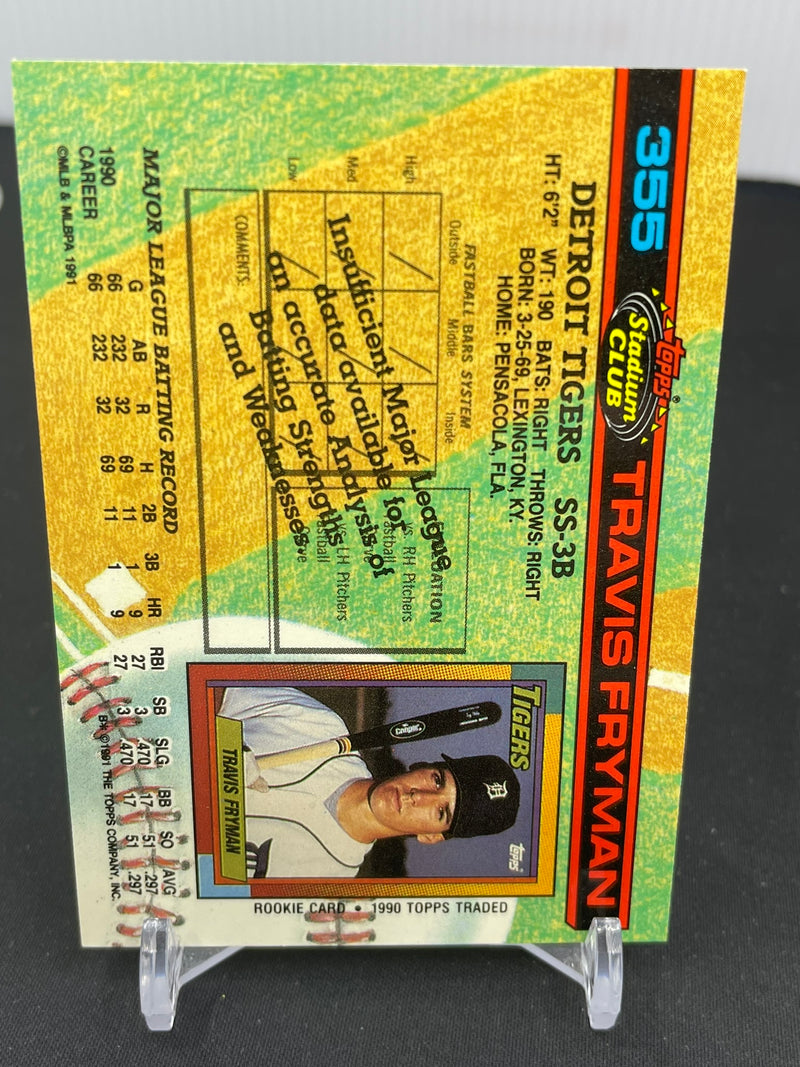 355
Topps®
Stadium
CLUB
TRAVIS FRYMAN
DETROIT TIGERS SS-3B
HT: 6'2" WT: 190 BATS: RIGHT THROWS: RIGHT
BORN: 3-25-69, LEXINGTON, KY.
HOME: PENSACOLA, FLA.
FASTBALL BARS SYSTEM
Outside Middle Inside
High
Med
Low
COMMENTS:
vs. RH Pitchers
vs. LH Pitchers
Insufficient Major League
data available for
an accurate Analysis of
Batting Strengths
and Weaknesses.
MAJOR LEAGUE BATTING RECORD
G AB R H 2B 3B HR RBI SB SLG BB SO AVG
1990 66 232 32 69 11 1 9 27 3 .470 17 51 .297
CAREER 66 232 32 69 11 1 9 27 3 .470 17 51 .297
©MLB & MLBPA 1991
B* ©1991 THE TOPPS COMPANY, INC.
TIGERS
topps®
TRAVIS FRYMAN
ROOKIE CARD • 1990 TOPPS TRADED